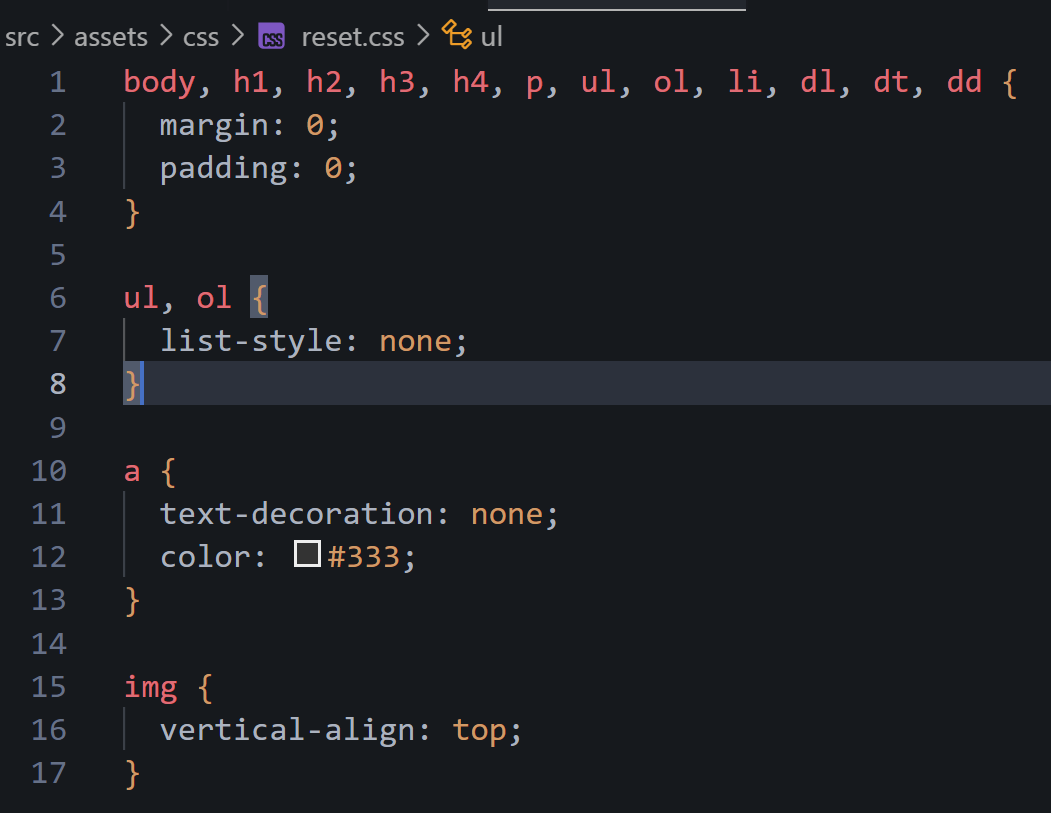 src > assets > css > CSS reset.css > ul
1 body, h1, h2, h3, h4, p, ul, ol, li, dl, dt, dd {
2   margin: 0;
3   padding: 0;
4 }
5
6 ul, ol {
7   list-style: none;
8 }
9
10 a {
11   text-decoration: none;
12   color: #333;
13 }
14
15 img {
16   vertical-align: top;
17 }